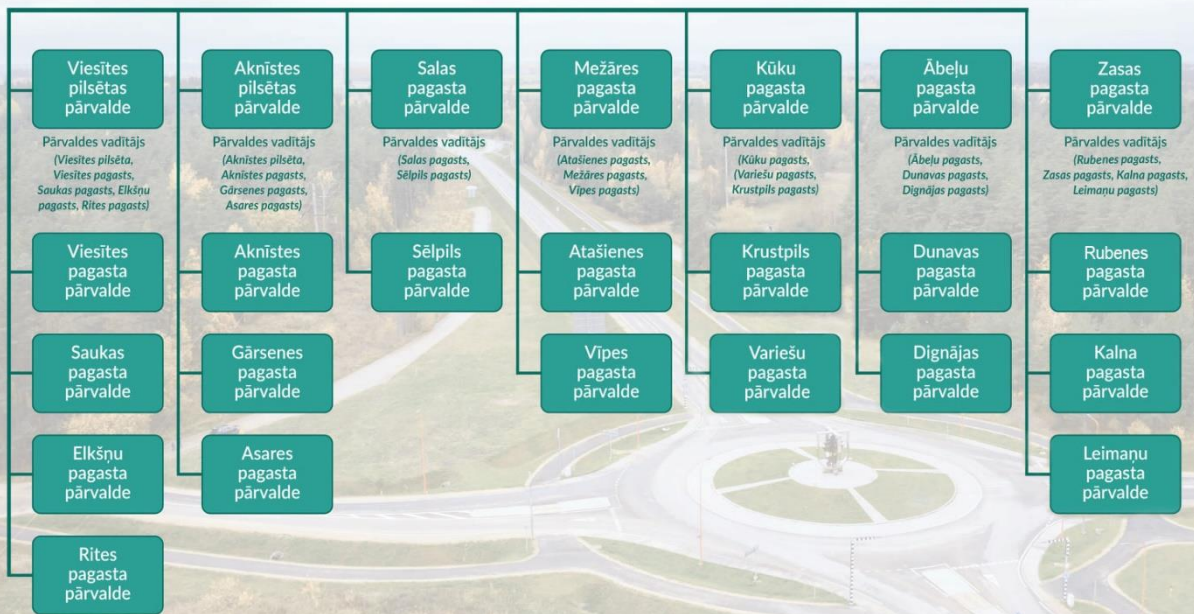 Viesītes
pilsētas
pārvalde
Pārvaldes vadītājs
(Viesītes pilsēta,
Viesītes pagasts,
Saukas pagasts, Elkšņu
pagasts, Rites pagasts)
Viesītes
pagasta
pārvalde
Saukas
pagasta
pārvalde
Elkšņu
pagasta
pārvalde
Rites
pagasta
pārvalde
Aknīstes
pilsētas
pārvalde
Pārvaldes vadītājs
(Aknīstes pilsēta,
Aknīstes pagasts,
Gārsenes pagasts,
Asares pagasts)
Aknīstes
pagasta
pārvalde
Gārsenes
pagasta
pārvalde
Asares
pagasta
pārvalde
Salas
pagasta
pārvalde
Pārvaldes vadītājs
(Salas pagasts,
Sēlpils pagasts)
Sēlpils
pagasta
pārvalde
Mežāres
pagasta
pārvalde
Pārvaldes vadītājs
(Atašienes pagasts,
Mežāres pagasts,
Vīpes pagasts)
Atašienes
pagasta
pārvalde
Vīpes
pagasta
pārvalde
Kūku
pagasta
pārvalde
Pārvaldes vadītājs
(Kūku pagasts,
(Variešu pagasts,
Krustpils pagasts)
Krustpils
pagasta
pārvalde
Variešu
pagasta
pārvalde
Ābeļu
pagasta
pārvalde
Pārvaldes vadītājs
(Ābeļu pagasts,
Dunavas pagasts,
Dignājas pagasts)
Dunavas
pagasta
pārvalde
Dignājas
pagasta
pārvalde
Zasas
pagasta
pārvalde
Pārvaldes vadītājs
(Rubenes pagasts,
Zasas pagasts, Kalna pagasts,
Leimaņu pagasts)
Rubenes
pagasta
pārvalde
Kalna
pagasta
pārvalde
Leimaņu
pagasta
pārvalde